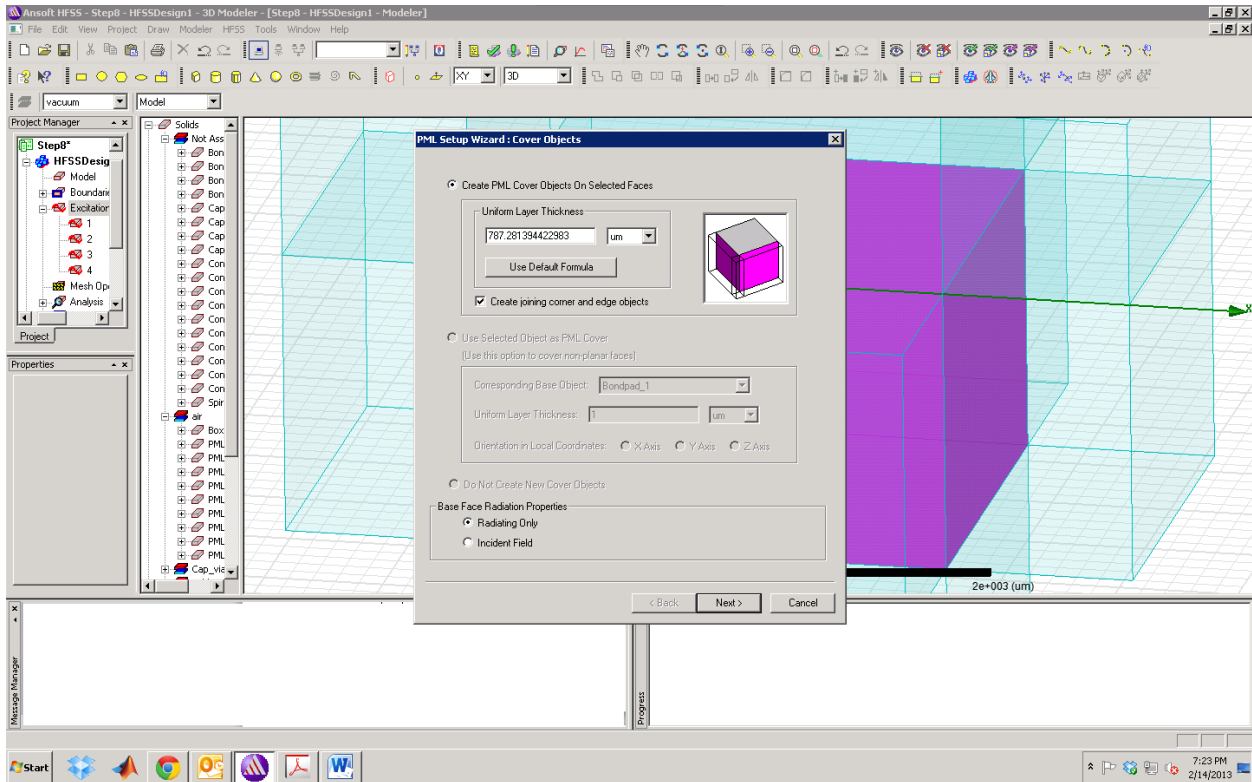 Ansoft HFSS - Step8 - HFSSDesign1 - 3D Modeler - [Step8 - HFSSDesign1 - Modeler]
File Edit View Project Draw Modeler HFSS Tools Window Help
XY 3D
vacuum Model
Project Manager
Step8*
HFSSDesig
Model
Boundarie
Excitation
1
2
3
4
Mesh Op
Analysis
Project
Properties
Solids
Not Ass
Bon
Bon
Bon
Bon
Cap
Cap
Cap
Cap
Con
Con
Con
Con
Con
Con
Con
Con
Con
Con
Spir
air
Box
PML
PML
PML
PML
PML
PML
PML
PML
PML
Cap_via
PML Setup Wizard : Cover Objects
Create PML Cover Objects On Selected Faces
Uniform Layer Thickness
787.281394422983 um
Use Default Formula
Create joining corner and edge objects
Use Selected Object as PML Cover
(Use this option to cover non-planar faces)
Corresponding Base Object: Bondpad_1
Uniform Layer Thickness: 1 um
Orientation in Local Coordinates: X Axis Y Axis Z Axis
Do Not Create New Cover Objects
Base Face Radiation Properties
Radiating Only
Incident Field
< Back Next > Cancel
X
2e+003 (um)
Message Manager
Progress
Start
7:23 PM
2/14/2013